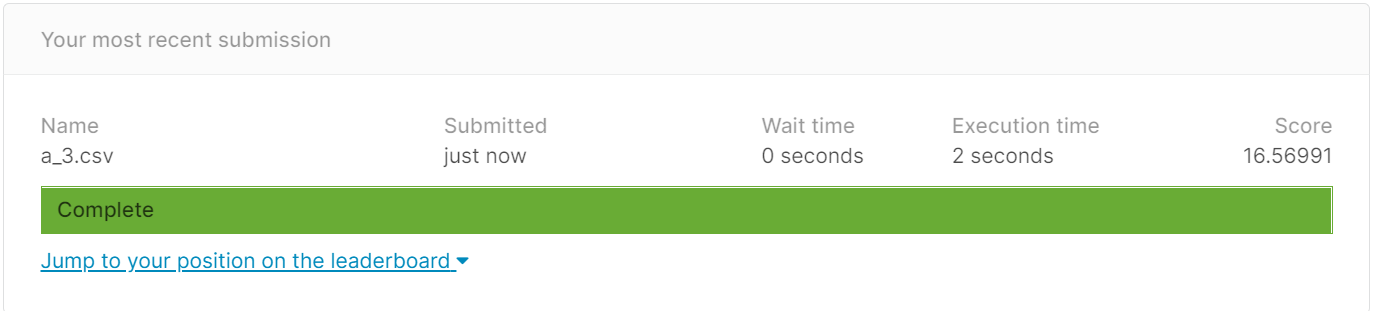 Your most recent submission
Name Submitted Wait time Execution time Score
a_3.csv just now 0 seconds 2 seconds 16.56991
Complete
Jump to your position on the leaderboard